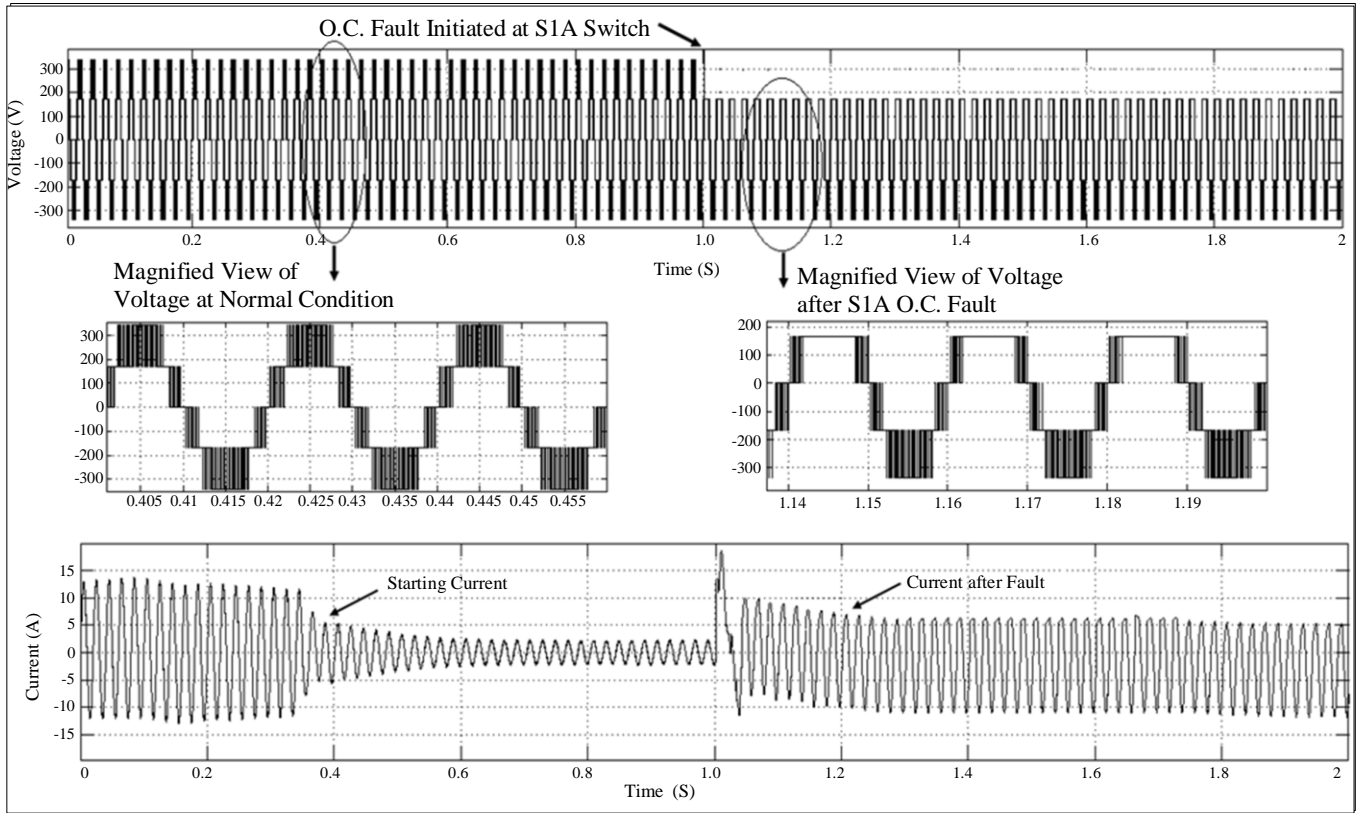 O.C. Fault Initiated at S1A Switch
Voltage (V)
300
200
100
0
-100
-200
-300
0 0.2 0.4 0.6 0.8 1.0 1.2 1.4 1.6 1.8 2
Time (S)
Magnified View of
Voltage at Normal Condition
Magnified View of Voltage
after S1A O.C. Fault
300
200
100
0
-100
-200
-300
0.405 0.41 0.415 0.42 0.425 0.43 0.435 0.44 0.445 0.45 0.455
200
100
0
-100
-200
-300
1.14 1.15 1.16 1.17 1.18 1.19
Current (A)
15
10
5
0
-5
-10
-15
Starting Current
Current after Fault
0 0.2 0.4 0.6 0.8 1.0 1.2 1.4 1.6 1.8 2
Time (S)